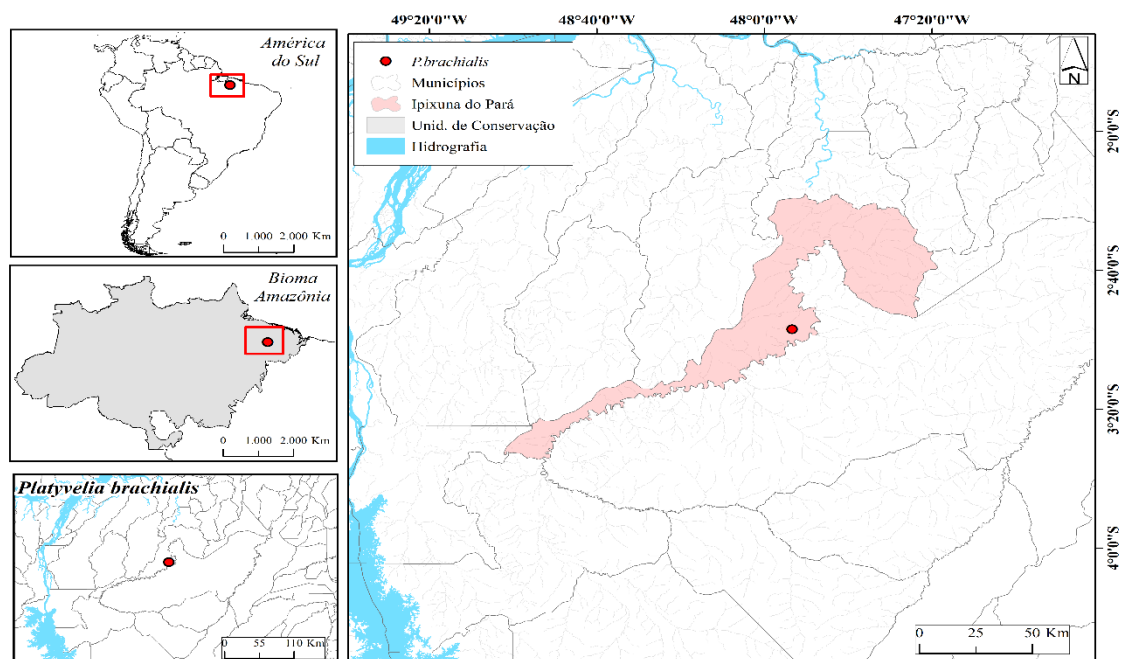 América
do Sul
0 1.000 2.000 Km
Bioma
Amazônia
0 1.000 2.000 Km
Platyvelia brachialis
0 55 110 Km
49°20'0"W 48°40'0"W 48°0'0"W 47°20'0"W
P.brachialis
Municípios
Ipixuna do Pará
Unid. de Conservação
Hidrografia
N
2°0'0"S
2°40'0"S
3°20'0"S
4°0'0"S
0 25 50 Km